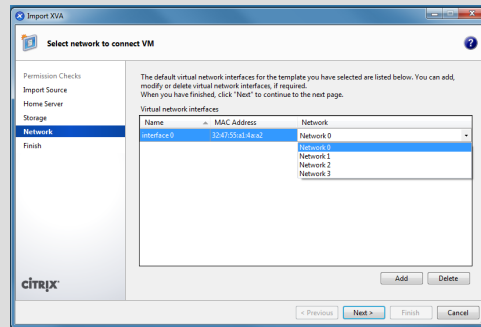 Import XVA
Select network to connect VM
Permission Checks
Import Source
Home Server
Storage
Network
Finish
The default virtual network interfaces for the template you have selected are listed below. You can add,
modify or delete virtual network interfaces, if required.
When you have finished, click "Next" to continue to the next page.
Virtual network interfaces
Name MAC Address Network
interface 0 32:47:55:a1:4a:a2 Network 0
Network 0
Network 1
Network 2
Network 3
CITRIX
Add Delete
< Previous Next > Finish Cancel